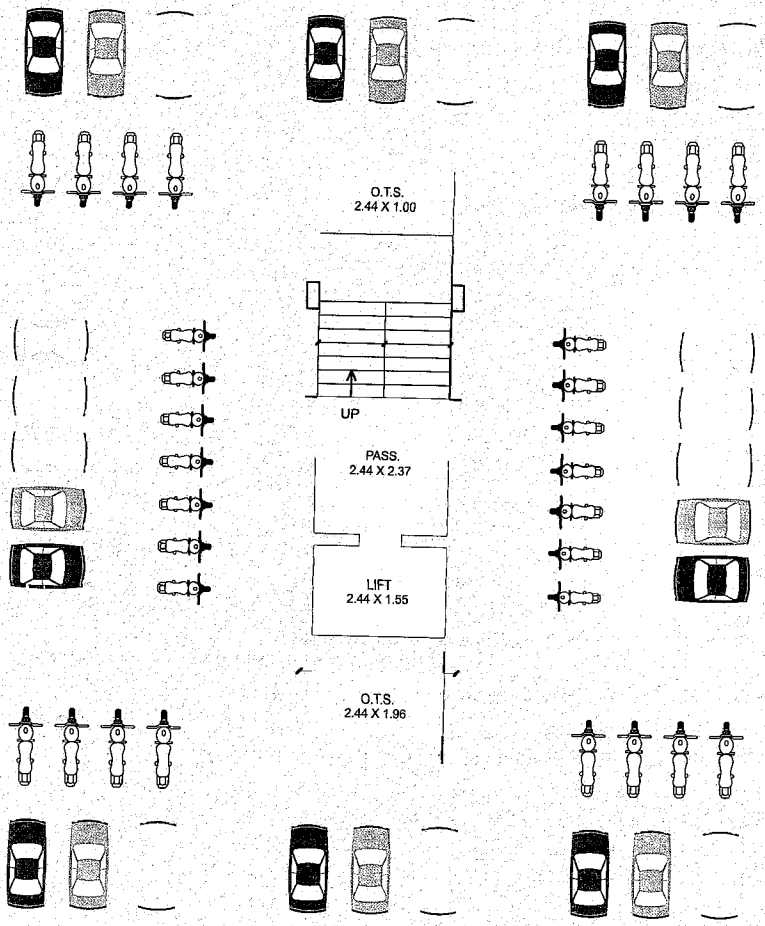 O.T.S.
2.44 X 1.00
UP
PASS.
2.44 X 2.37
LIFT
2.44 X 1.55
O.T.S.
2.44 X 1.96